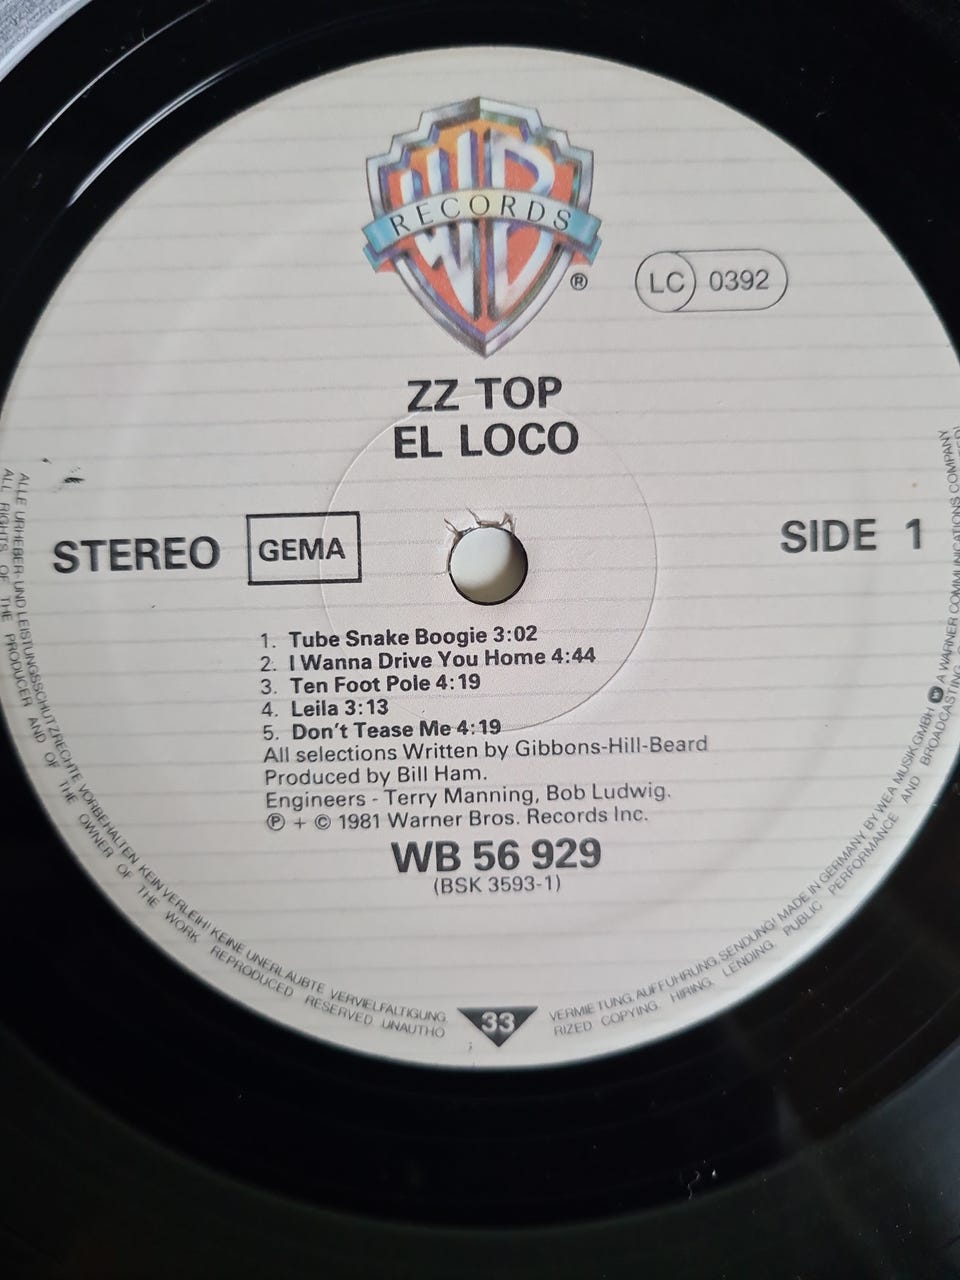 WB
RECORDS
®
LC 0392
ZZ TOP
EL LOCO
STEREO
GEMA
SIDE 1
1. Tube Snake Boogie 3:02
2. I Wanna Drive You Home 4:44
3. Ten Foot Pole 4:19
4. Leila 3:13
5. Don't Tease Me 4:19
All selections Written by Gibbons-Hill-Beard
Produced by Bill Ham.
Engineers - Terry Manning, Bob Ludwig.
℗ + © 1981 Warner Bros. Records Inc.
WB 56 929
(BSK 3593-1)
33
ALLE URHEBER-UND LEISTUNGSSCHUTZRECHTE VORBEHALTEN KEIN VERLEIH! KEINE UNERLAUBTE VERVIELFÄLTIGUNG,
VERMIETUNG, AUFFÜHRUNG, SENDUNG! MADE IN GERMANY BY WEA MUSIK GMBH A WARNER COMMUNICATIONS COMPANY
ALL RIGHTS OF THE PRODUCER AND OF THE OWNER OF THE WORK REPRODUCED RESERVED UNAUTHO
RIZED COPYING, HIRING, LENDING, PUBLIC PERFORMANCE AND BROADCASTING